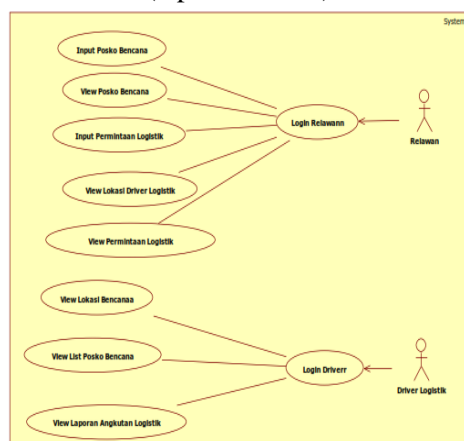 System
Input Posko Bencana
View Posko Bencana
Input Permintaan Logistik
Login Relawann
Relawan
View Lokasi Driver Logistik
View Permintaan Logistik
View Lokasi Bencanaa
View List Posko Bencana
Login Driverr
Driver Logistik
View Laporan Angkutan Logistik